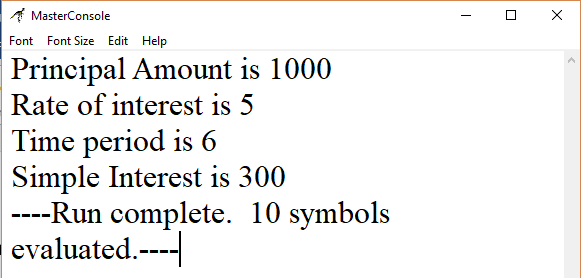 MasterConsole
Font Font Size Edit Help
Principal Amount is 1000
Rate of interest is 5
Time period is 6
Simple Interest is 300
----Run complete.  10 symbols
evaluated.----